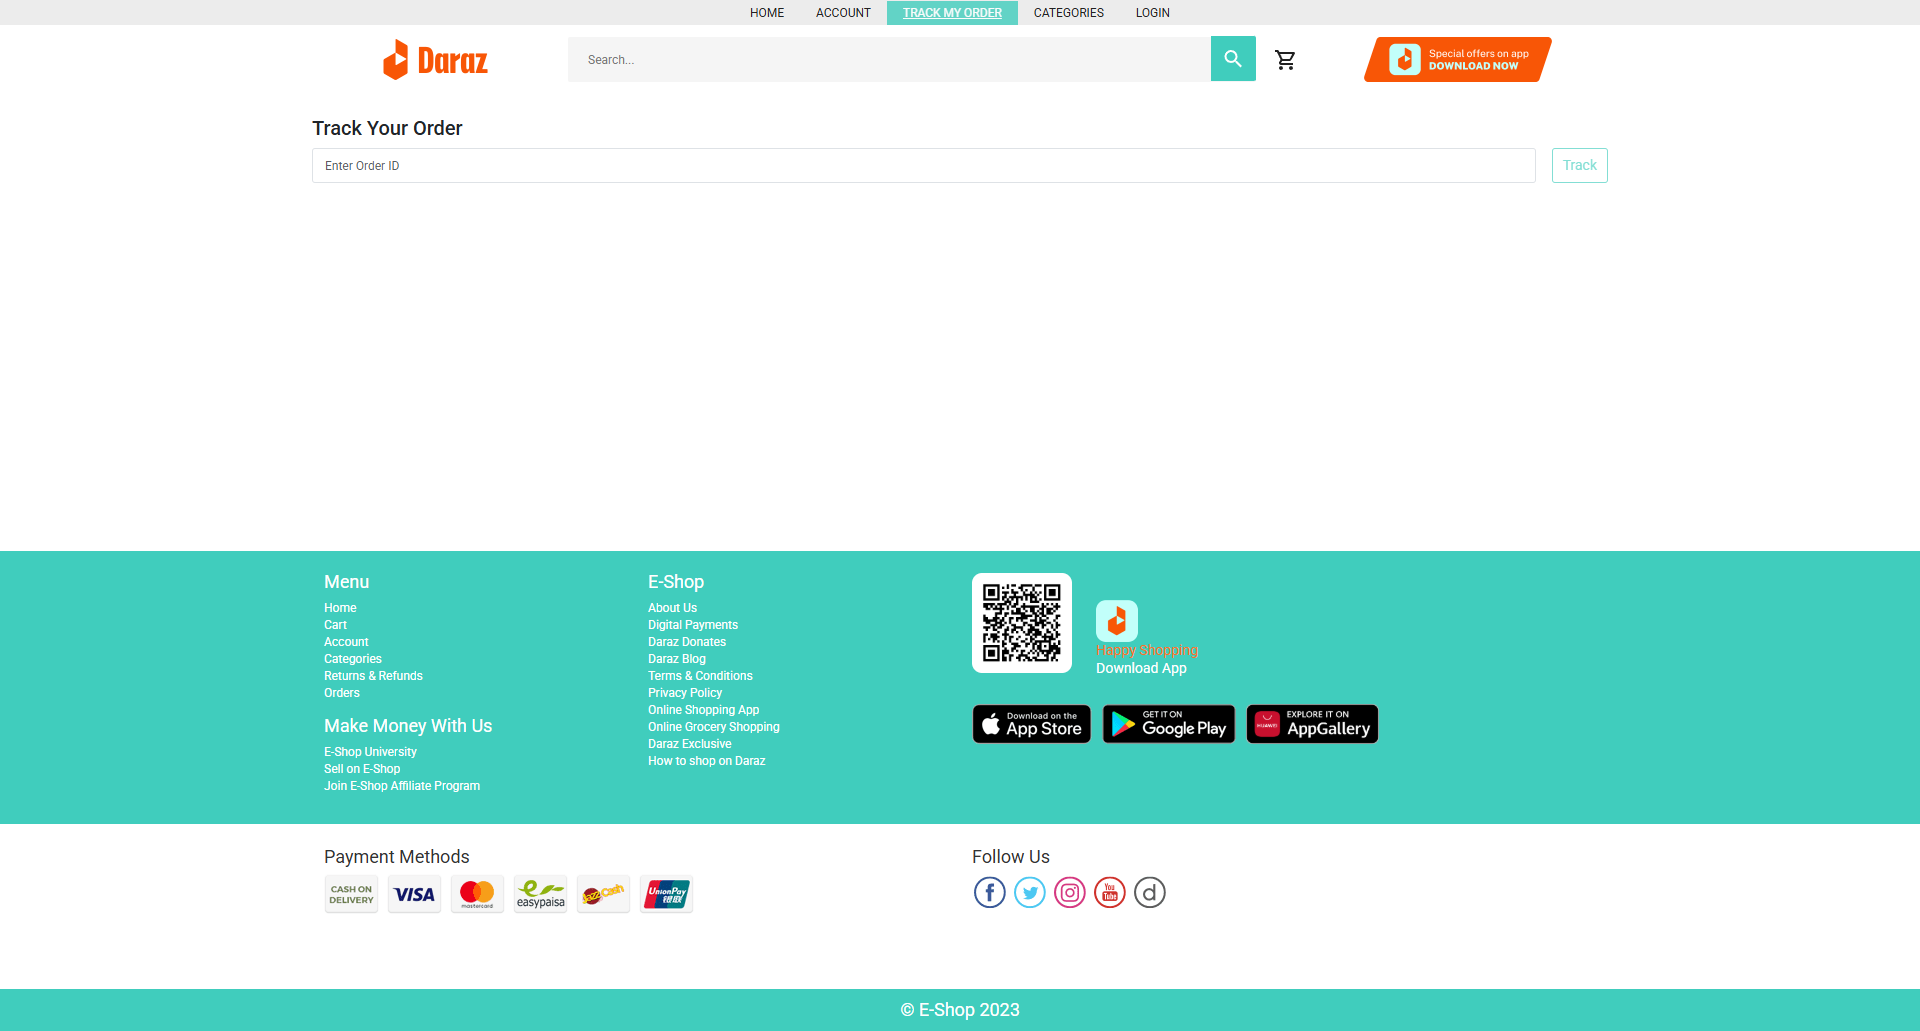 HOME ACCOUNT TRACK MY ORDER CATEGORIES LOGIN
Daraz
Search...
Special offers on app
DOWNLOAD NOW
Track Your Order
Enter Order ID
Track
Menu
Home
Cart
Account
Categories
Returns & Refunds
Orders
Make Money With Us
E-Shop University
Sell on E-Shop
Join E-Shop Affiliate Program
E-Shop
About Us
Digital Payments
Daraz Donates
Daraz Blog
Terms & Conditions
Privacy Policy
Online Shopping App
Online Grocery Shopping
Daraz Exclusive
How to shop on Daraz
Happy Shopping
Download App
Download on the
App Store
GET IT ON
Google Play
HUAWEI
EXPLORE IT ON
AppGallery
Payment Methods
CASH ON
DELIVERY
VISA
mastercard
easypaisa
JazzCash
UnionPay
银联
Follow Us
You
Tube
© E-Shop 2023